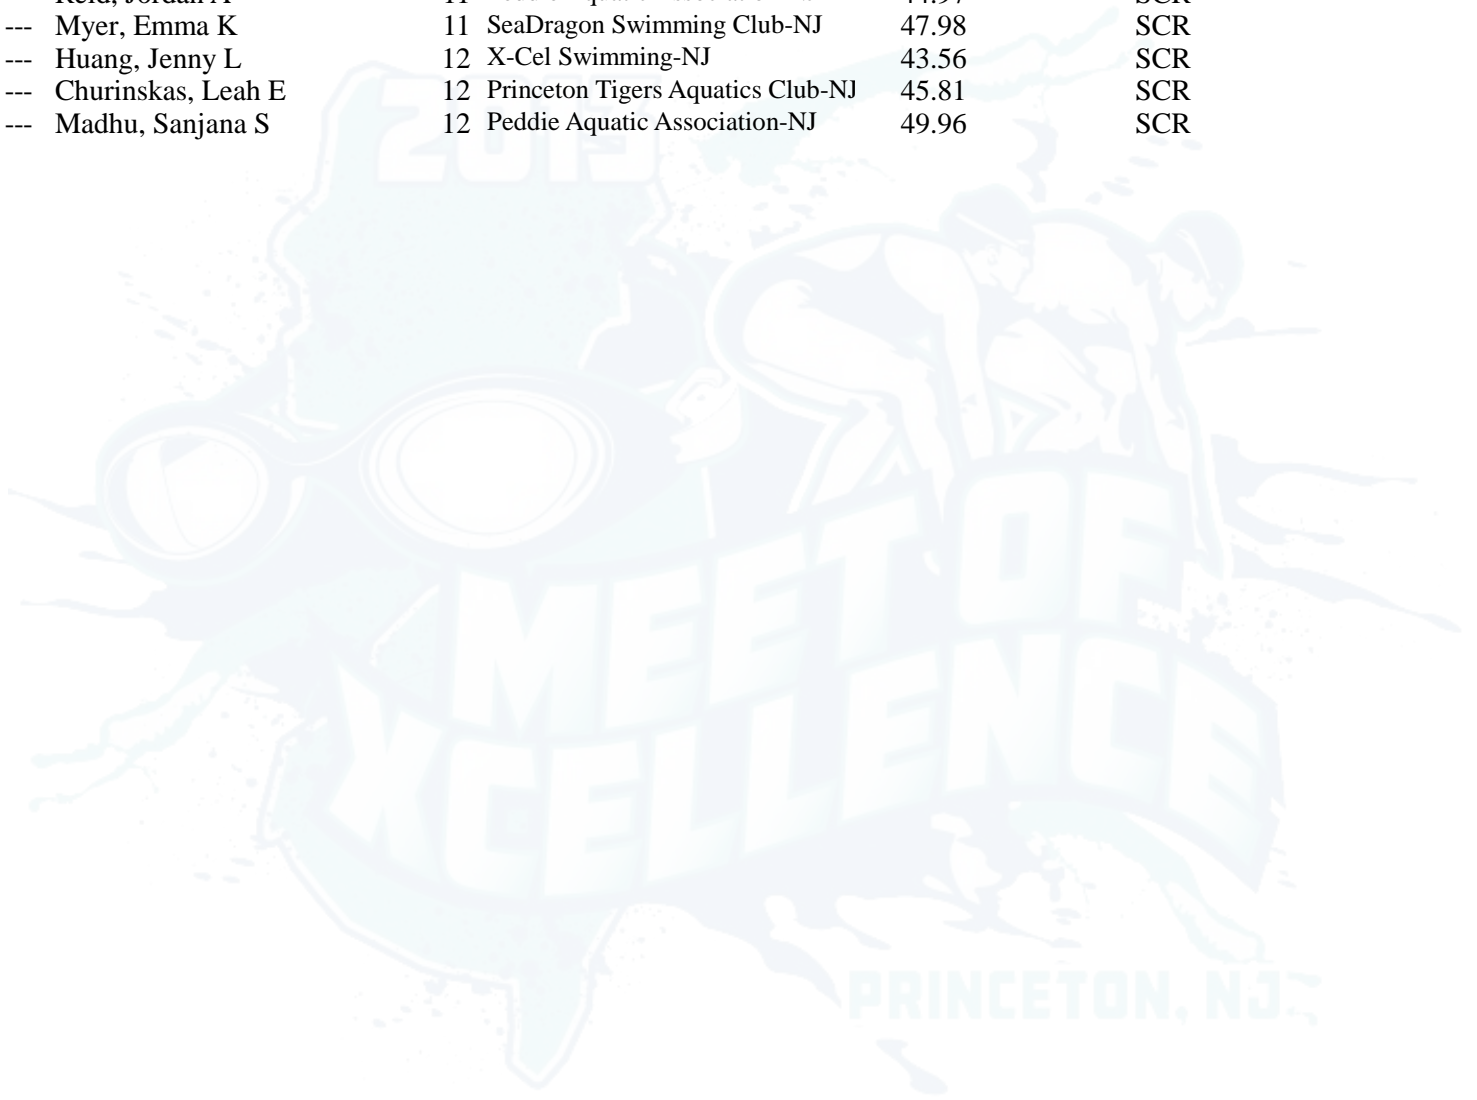 --- Myer, Emma K 11 SeaDragon Swimming Club-NJ 47.98 SCR
--- Huang, Jenny L 12 X-Cel Swimming-NJ 43.56 SCR
--- Churinskas, Leah E 12 Princeton Tigers Aquatics Club-NJ 45.81 SCR
--- Madhu, Sanjana S 12 Peddie Aquatic Association-NJ 49.96 SCR
2013
MEET OF
XCELLENCE
PRINCETON, NJ